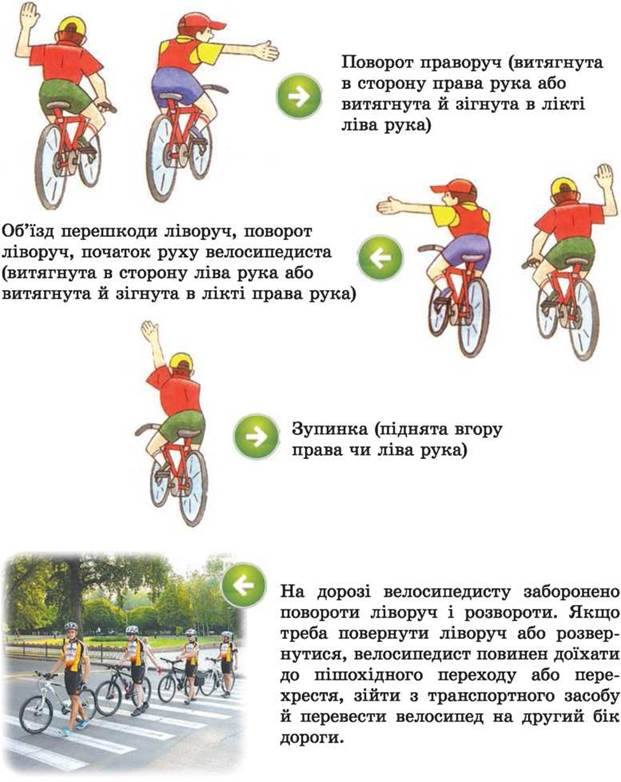 Поворот праворуч (витягнута
в сторону права рука або
витягнута й зігнута в лікті
ліва рука)
Об’їзд перешкоди ліворуч, поворот
ліворуч, початок руху велосипедиста
(витягнута в сторону ліва рука або
витягнута й зігнута в лікті права рука)
Зупинка (піднята вгору
права чи ліва рука)
На дорозі велосипедисту заборонено
повороти ліворуч і розвороти. Якщо
треба повернути ліворуч або розвер-
нутися, велосипедист повинен доїхати
до пішохідного переходу або пере-
хрестя, зійти з транспортного засобу
й перевести велосипед на другий бік
дороги.